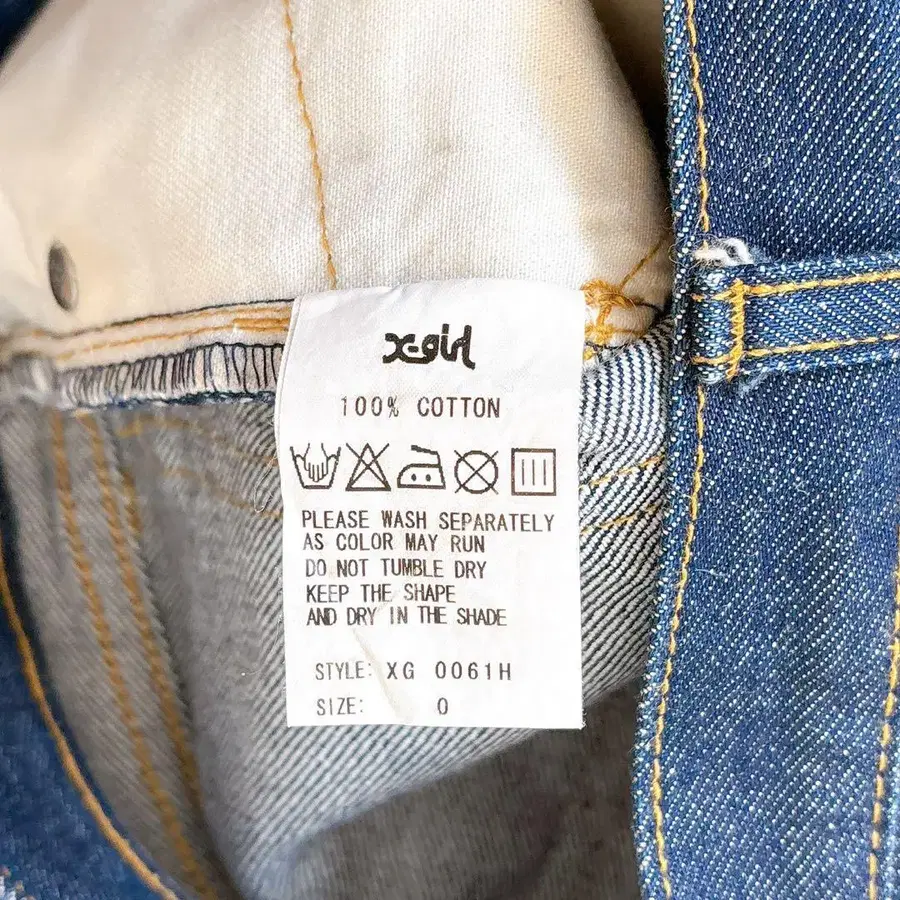 x-girl
100% COTTON
PLEASE WASH SEPARATELY
AS COLOR MAY RUN
DO NOT TUMBLE DRY
KEEP THE SHAPE
AND DRY IN THE SHADE
STYLE: XG 0061H
SIZE: 0